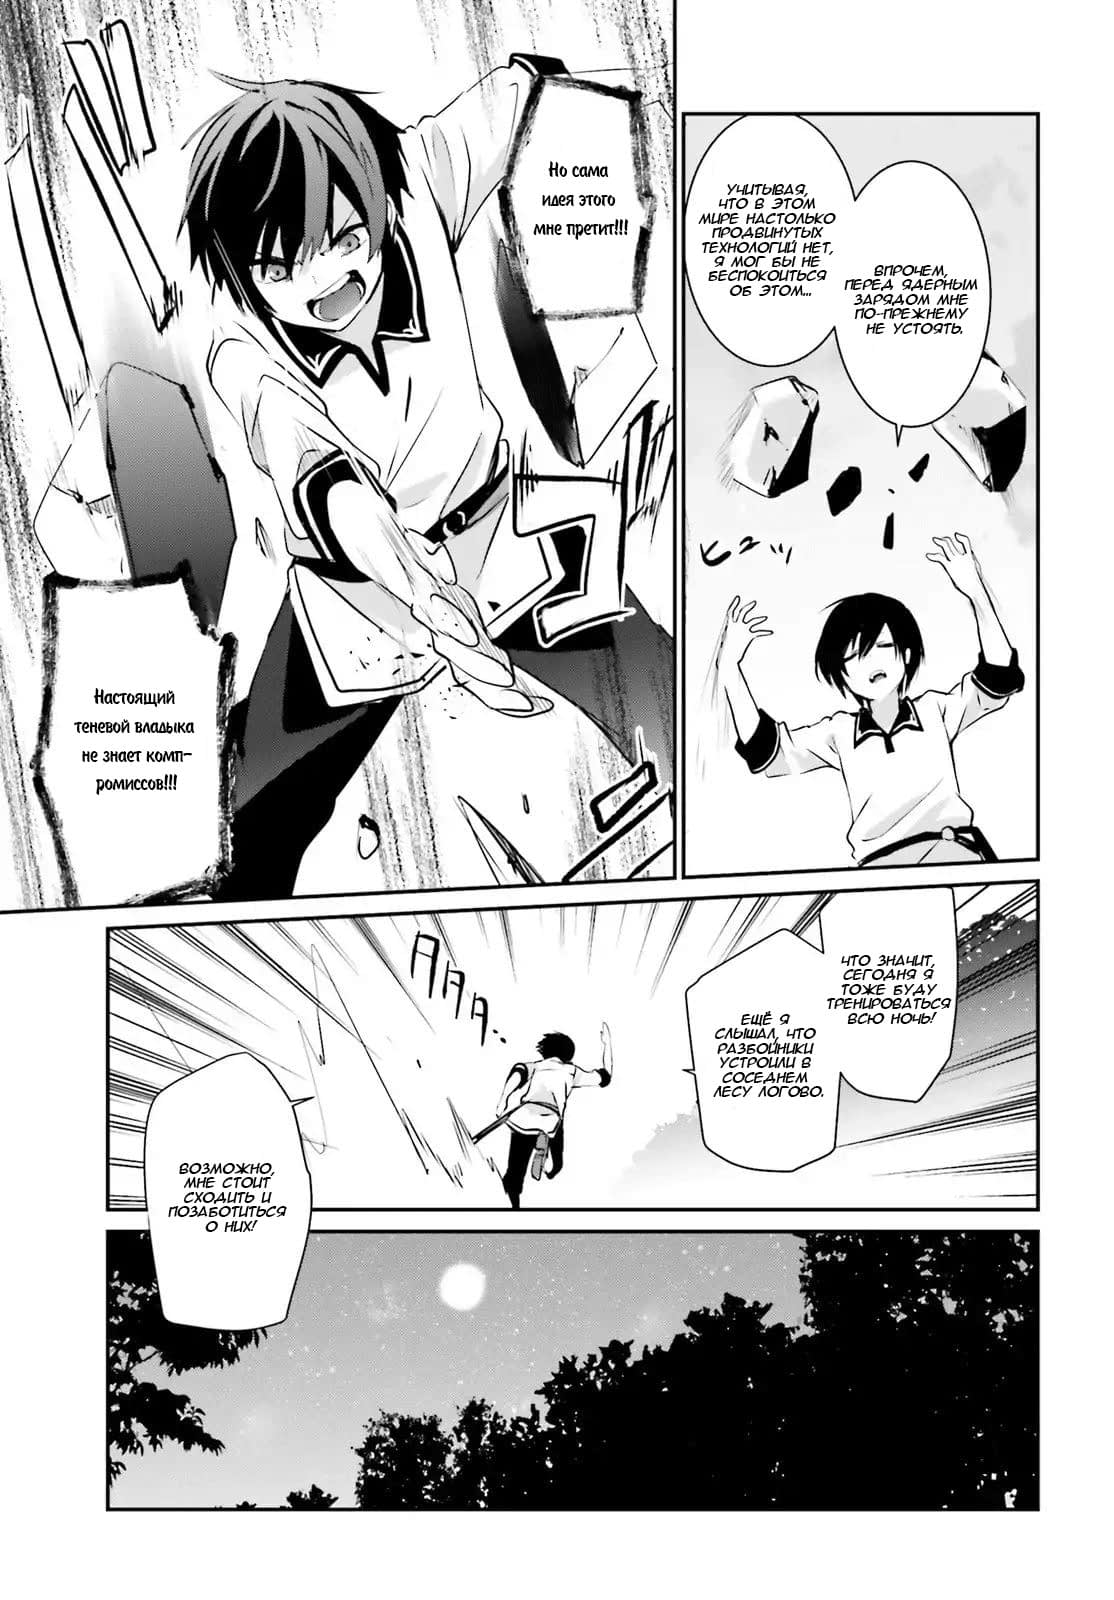 ВПРОЧЕМ,
ПЕРЕД ЯДЕРНЫМ
ЗАРЯДОМ МНЕ
ПО-ПРЕЖНЕМУ
НЕ УСТОЯТЬ.
УЧИТЫВАЯ,
ЧТО В ЭТОМ
МИРЕ НАСТОЛЬКО
ПРОДВИНУТЫХ
ТЕХНОЛОГИЙ НЕТ,
Я МОГ БЫ НЕ
БЕСПОКОИТЬСЯ
ОБ ЭТОМ...
ヒュッ
Но сама
идея этого
мне претит!!!
Настоящий
теневой владыка
не знает комп-
ромиссов!!!
ЧТО ЗНАЧИТ,
СЕГОДНЯ Я
ТОЖЕ БУДУ
ТРЕНИРОВАТЬСЯ
ВСЮ НОЧЬ!
ЕЩЁ Я
СЛЫШАЛ, ЧТО
РАЗБОЙНИКИ
УСТРОИЛИ В
СОСЕДНЕМ
ЛЕСУ ЛОГОВО.
ВОЗМОЖНО,
МНЕ СТОИТ
СХОДИТЬ И
ПОЗАБОТИТЬСЯ
О НИХ!